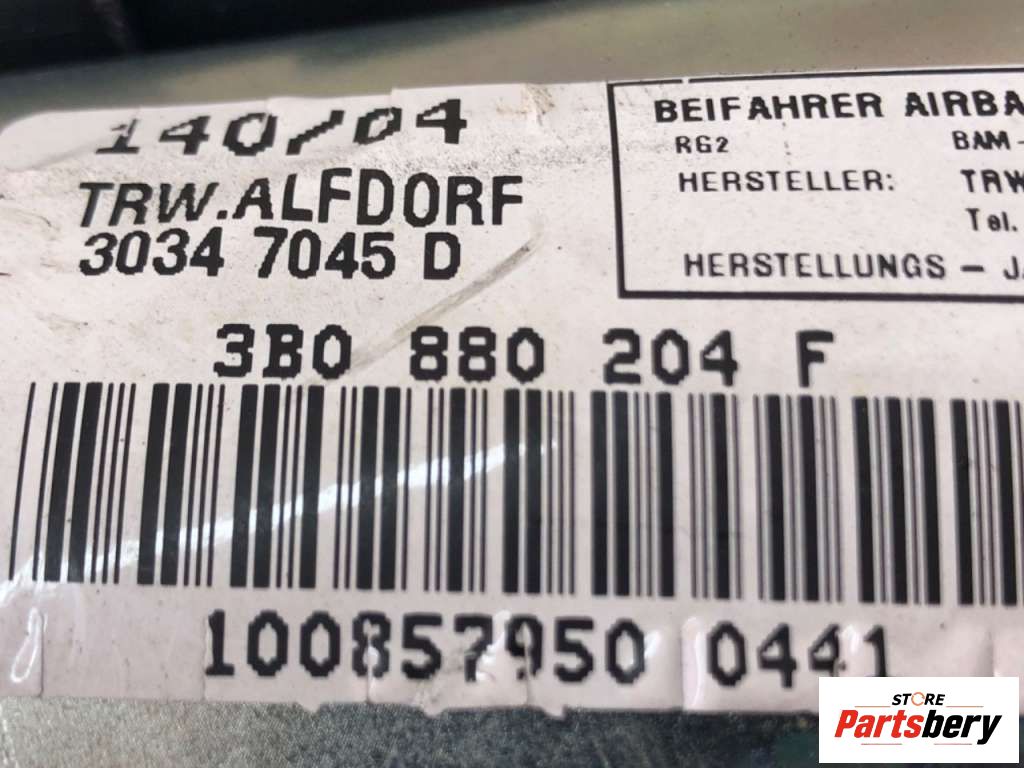 140/04
TRW.ALFDORF
3034 7045 D
BEIFAHRER AIRBA
RG2 BAM -
HERSTELLER: TRW
Tel.
HERSTELLUNGS - JA
3B0 880 204 F
100857950 0441
STORE
Partsbery